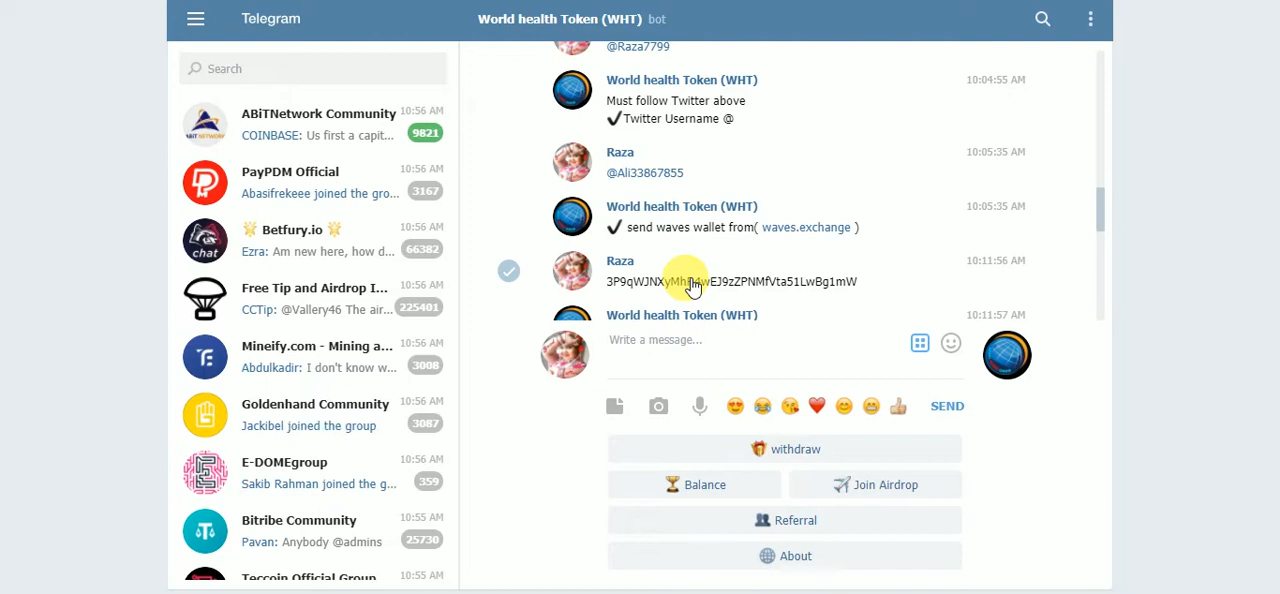 Telegram
World health Token (WHT) bot
Search
ABiTNetwork Community 10:56 AM
COINBASE: Us first a capit... 9821
PayPDM Official 10:56 AM
Abasifrekeee joined the gro... 3167
Betfury.io 10:56 AM
Ezra: Am new here, how d... 66382
chat
Free Tip and Airdrop I... 10:56 AM
CCTip: @Vallery46 The air... 225401
Mineify.com - Mining a... 10:56 AM
Abdulkadir: I don't know w... 3008
Goldenhand Community 10:56 AM
Jackibel joined the group 3087
E-DOMEgroup 10:56 AM
Sakib Rahman joined the g... 359
Bitribe Community 10:55 AM
Pavan: Anybody @admins 25730
Teccoin Official Group 10:55 AM
@Raza7799
World health Token (WHT) 10:04:55 AM
Must follow Twitter above
✔Twitter Username @
Raza 10:05:35 AM
@Ali33867855
World health Token (WHT) 10:05:35 AM
✔ send waves wallet from( waves.exchange )
Raza 10:11:56 AM
World health Token (WHT) 10:11:57 AM
Write a message...
SEND
withdraw
Balance
Join Airdrop
Referral
About